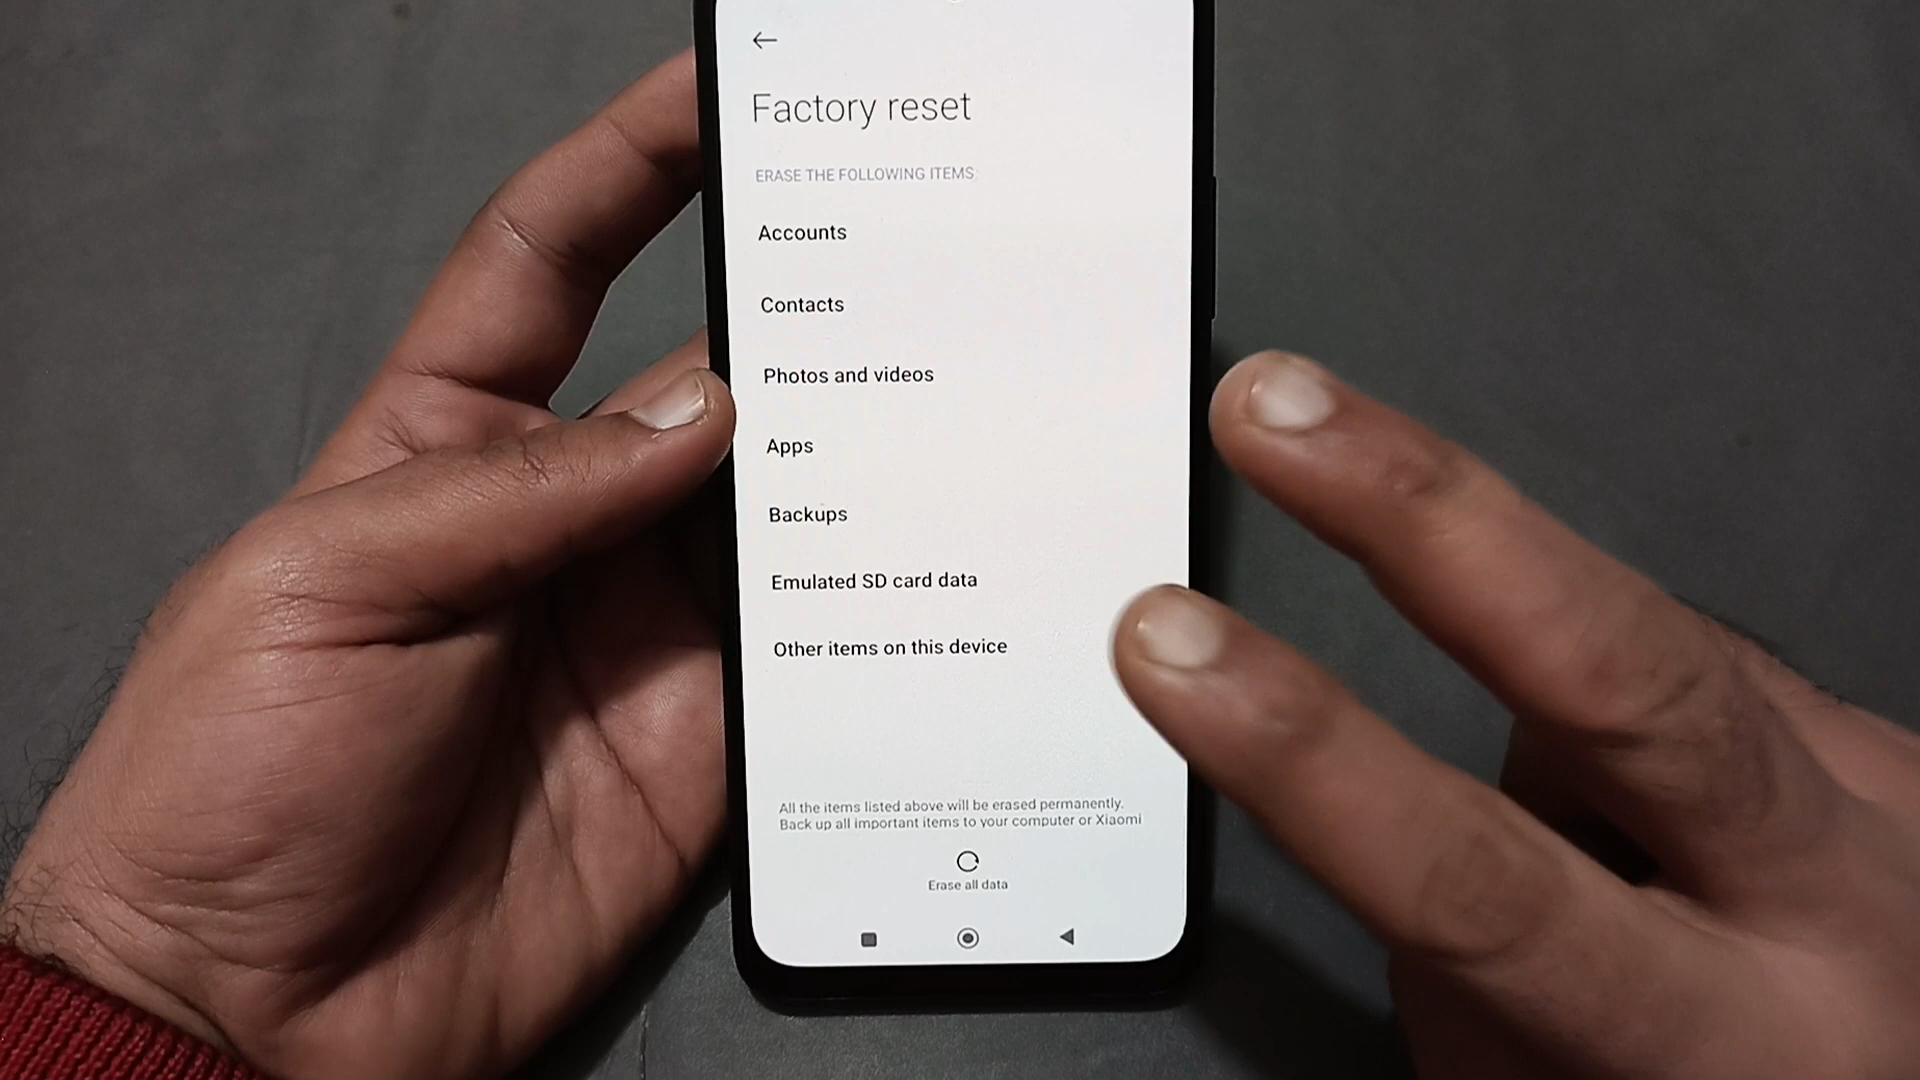 Factory reset
ERASE THE FOLLOWING ITEMS
Accounts
Contacts
Photos and videos
Apps
Backups
Emulated SD card data
Other items on this device
All the items listed above will be erased permanently.
Back up all important items to your computer or Xiaomi
Erase all data